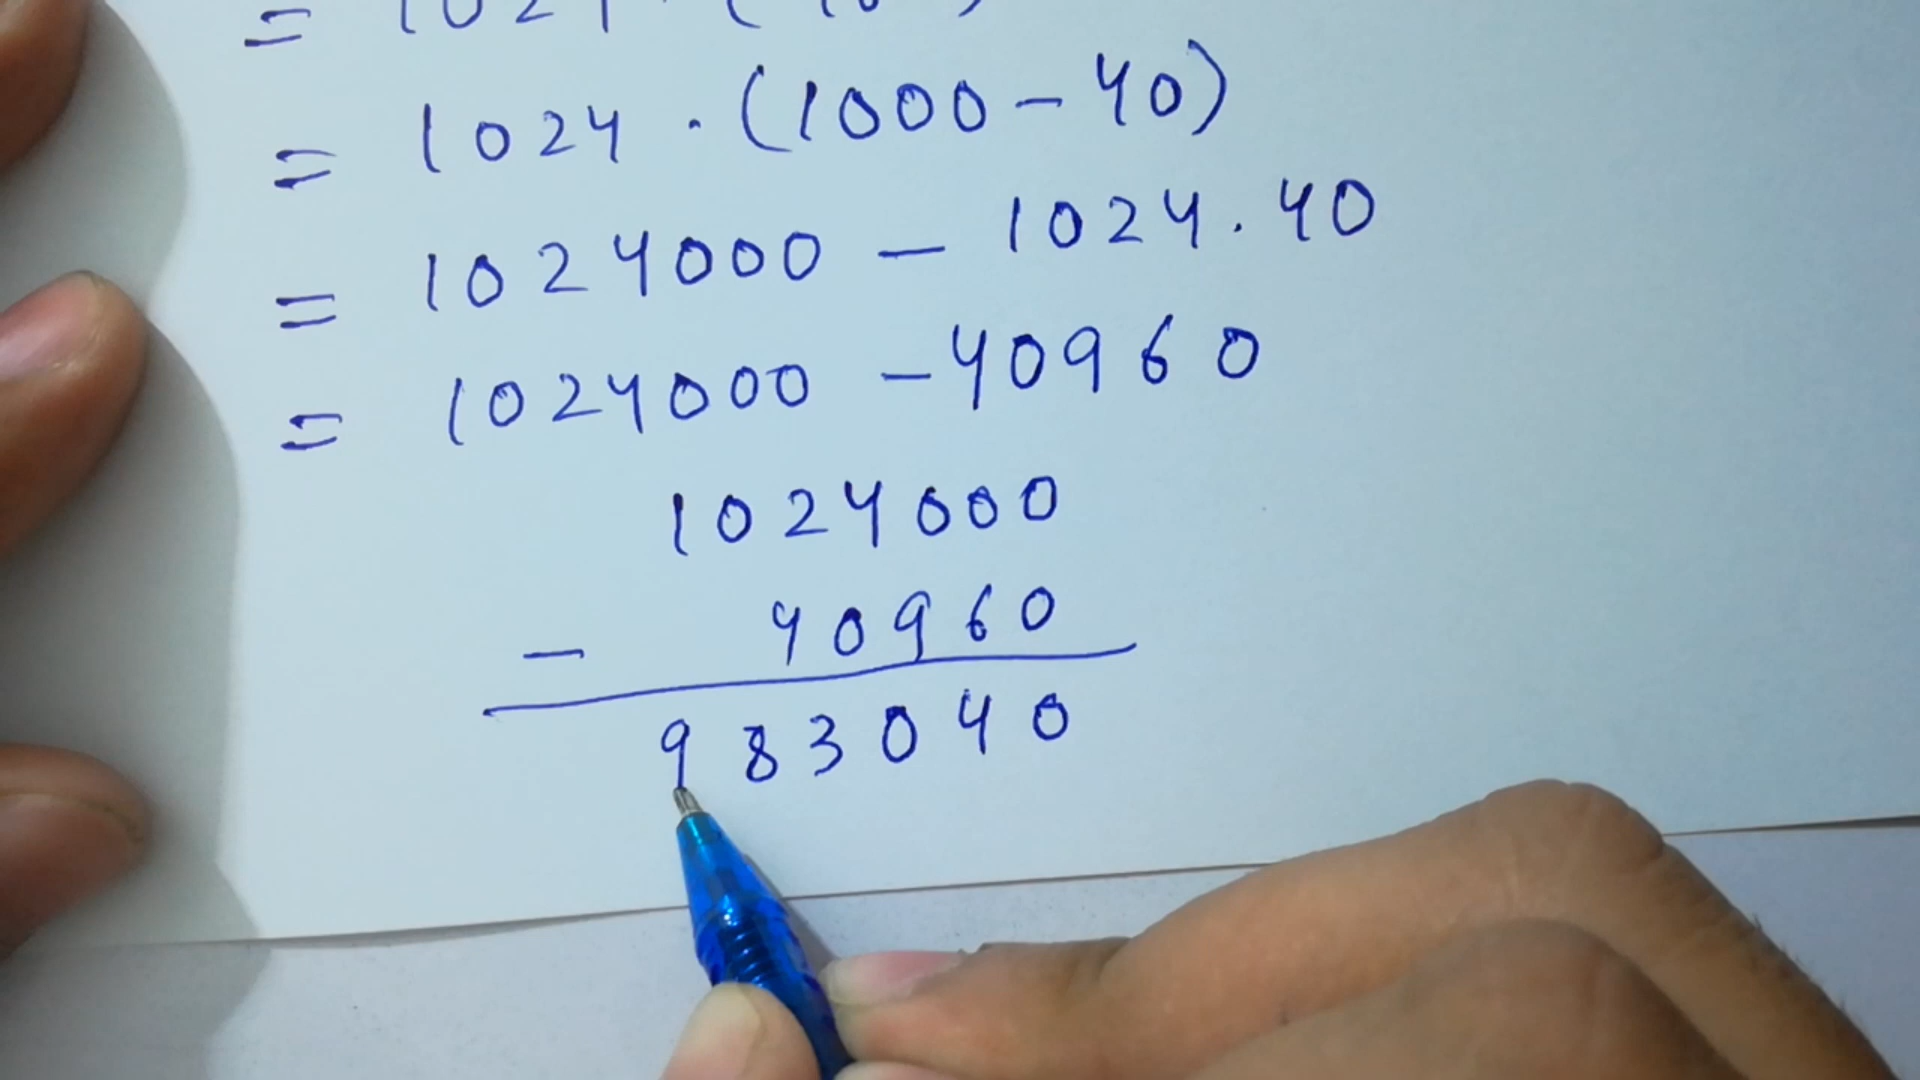 = 1024 . (1000 - 40)
= 1024000 - 1024.40
= 1024000 - 40960
1024000
- 40960
983040